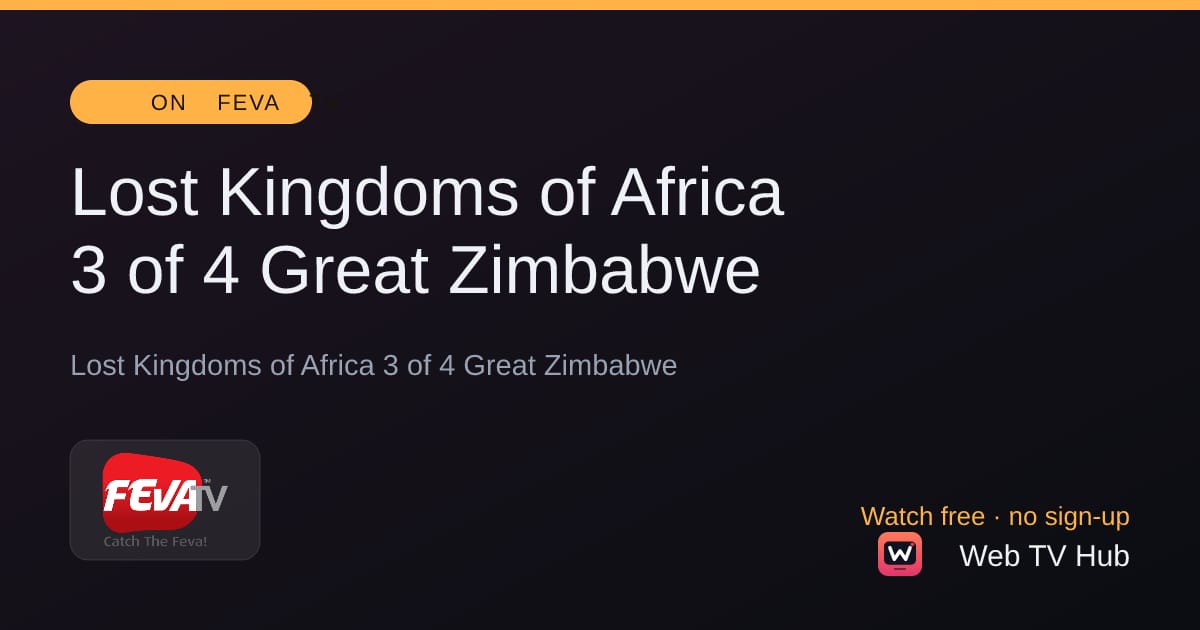 ON FEVA TV
Lost Kingdoms of Africa
3 of 4 Great Zimbabwe
Lost Kingdoms of Africa 3 of 4 Great Zimbabwe
FEVA TV™
Catch The Feva!
Watch free · no sign-up
W
Web TV Hub